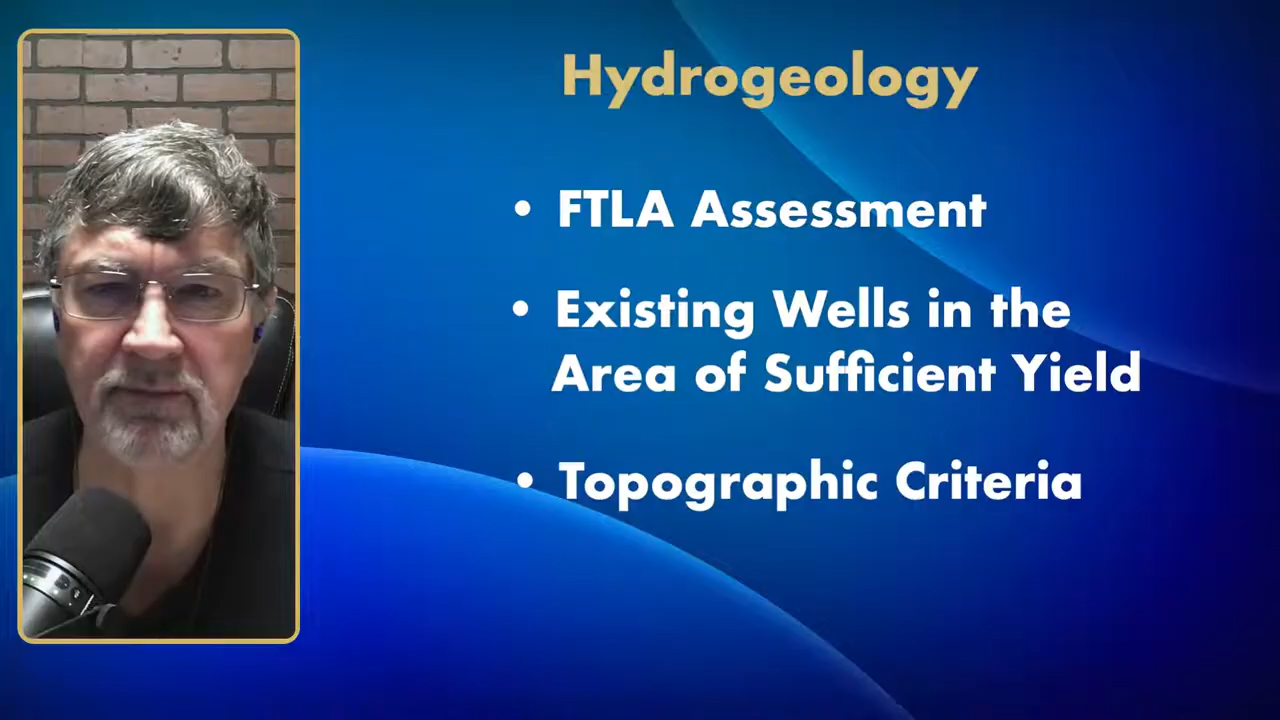 Hydrogeology
• FTLA Assessment
• Existing Wells in the
Area of Sufficient Yield
• Topographic Criteria